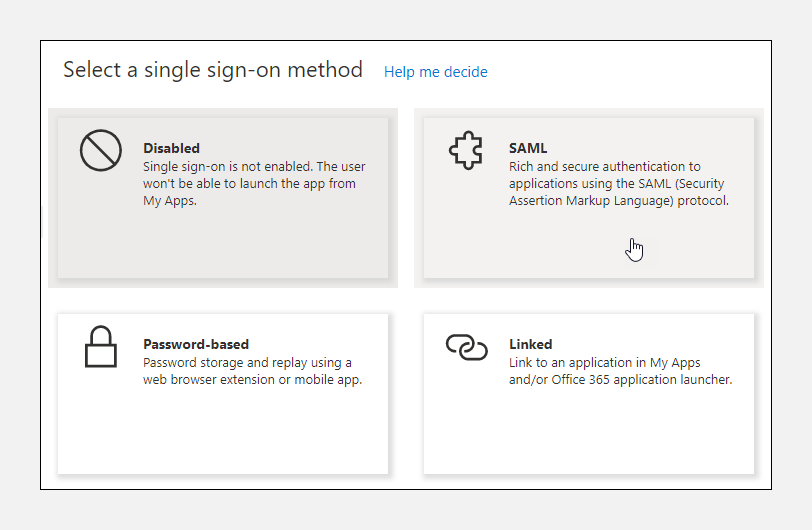 Select a single sign-on method Help me decide
Disabled
Single sign-on is not enabled. The user
won't be able to launch the app from
My Apps.
SAML
Rich and secure authentication to
applications using the SAML (Security
Assertion Markup Language) protocol.
Password-based
Password storage and replay using a
web browser extension or mobile app.
Linked
Link to an application in My Apps
and/or Office 365 application launcher.